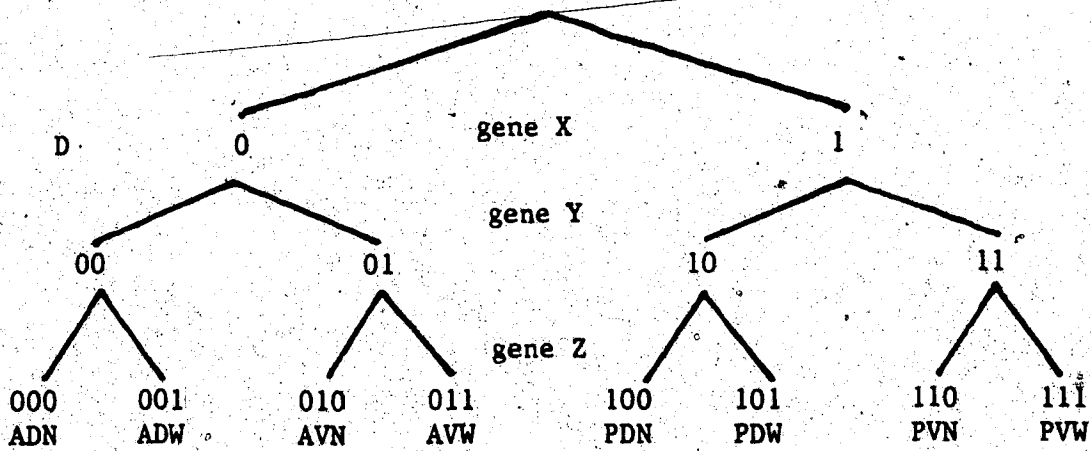 gene X
D 0 1
gene Y
00 01 10 11
gene Z
000 001 010 011 100 101 110 111
ADN ADW AVN AVW PDN PDW PVN PVW